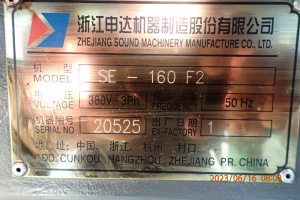 浙江申达机器制造股份有限公司
ZHEJIANG SOUND MACHINERY MANUFACTURE CO., LTD.
机型 MODEL SE - 160 F2
电压 VOLTAGE 380V 3Ph 频率 FREQUENCY 50 Hz
机器编号 SERIAL NO 20525 出厂日期 EX-FACTORY 1
地址: 中国. 浙江. 杭州. 村口
ADD. CUNKOU, HANGZHOU, ZHEJIANG, P.R. CHINA
2023/06/16